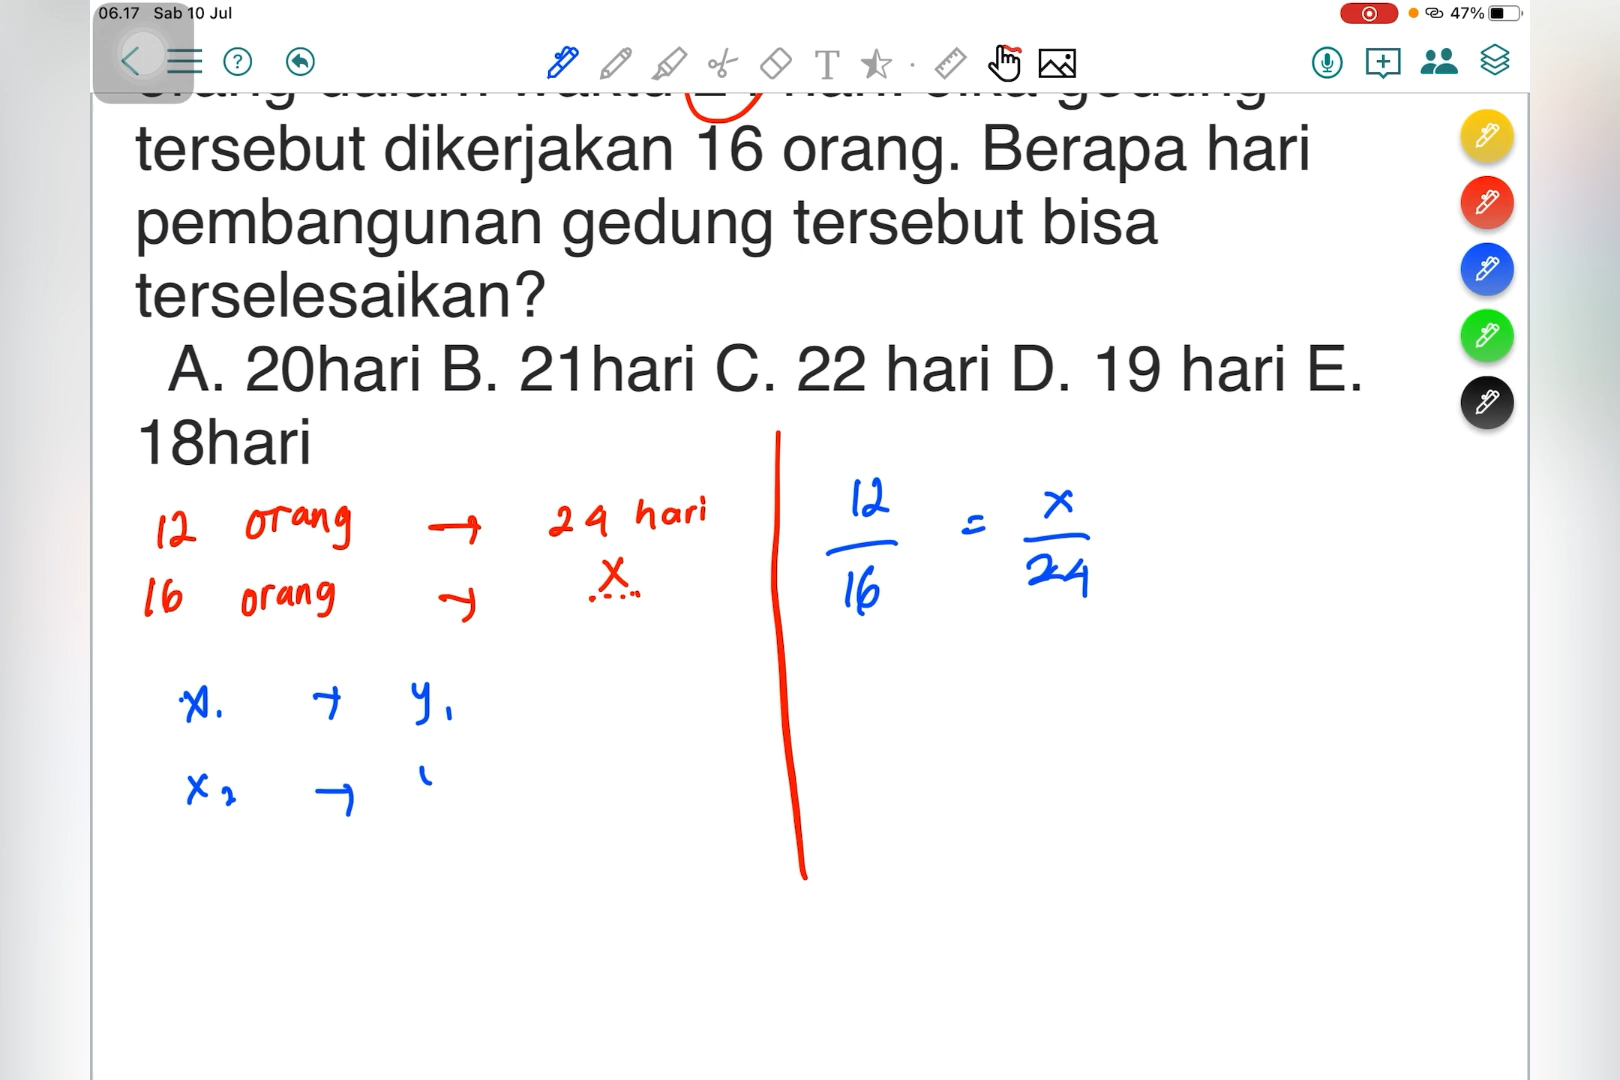 06.17 Sab 10 Jul
47%
tersebut dikerjakan 16 orang. Berapa hari
pembangunan gedung tersebut bisa
terselesaikan?
A. 20hari B. 21hari C. 22 hari D. 19 hari E.
18hari
12 orang → 24 hari
16 orang → x
x₁ → y₁
x₂ →
12/16 = x/24